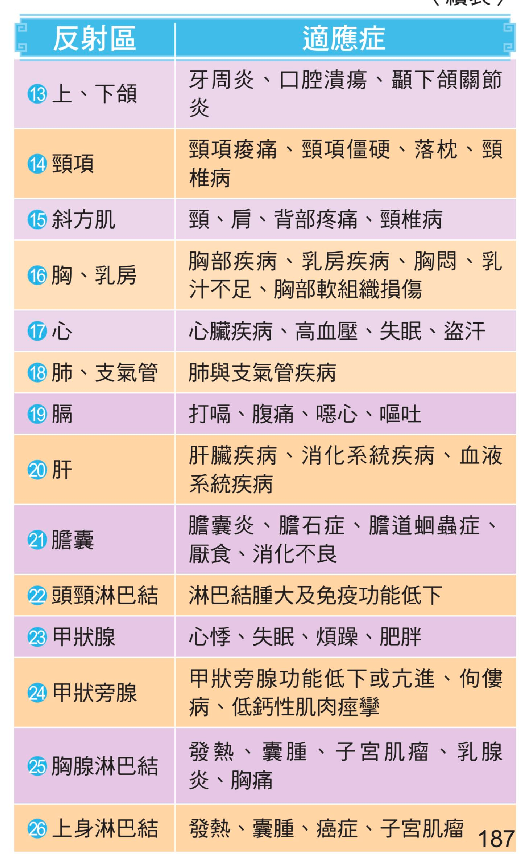 (續表)
反射區 適應症
⑬上、下頜 牙周炎、口腔潰瘍、顳下頜關節
炎
⑭頸項 頸項痠痛、頸項僵硬、落枕、頸
椎病
⑮斜方肌 頸、肩、背部疼痛、頸椎病
⑯胸、乳房 胸部疾病、乳房疾病、胸悶、乳
汁不足、胸部軟組織損傷
⑰心 心臟疾病、高血壓、失眠、盜汗
⑱肺、支氣管 肺與支氣管疾病
⑲膈 打嗝、腹痛、噁心、嘔吐
⑳肝 肝臟疾病、消化系統疾病、血液
系統疾病
㉑膽囊 膽囊炎、膽石症、膽道蛔蟲症、
厭食、消化不良
㉒頭頸淋巴結 淋巴結腫大及免疫功能低下
㉓甲狀腺 心悸、失眠、煩躁、肥胖
㉔甲狀旁腺 甲狀旁腺功能低下或亢進、佝僂
病、低鈣性肌肉痙攣
㉕胸腺淋巴結 發熱、囊腫、子宮肌瘤、乳腺
炎、胸痛
㉖上身淋巴結 發熱、囊腫、癌症、子宮肌瘤
187